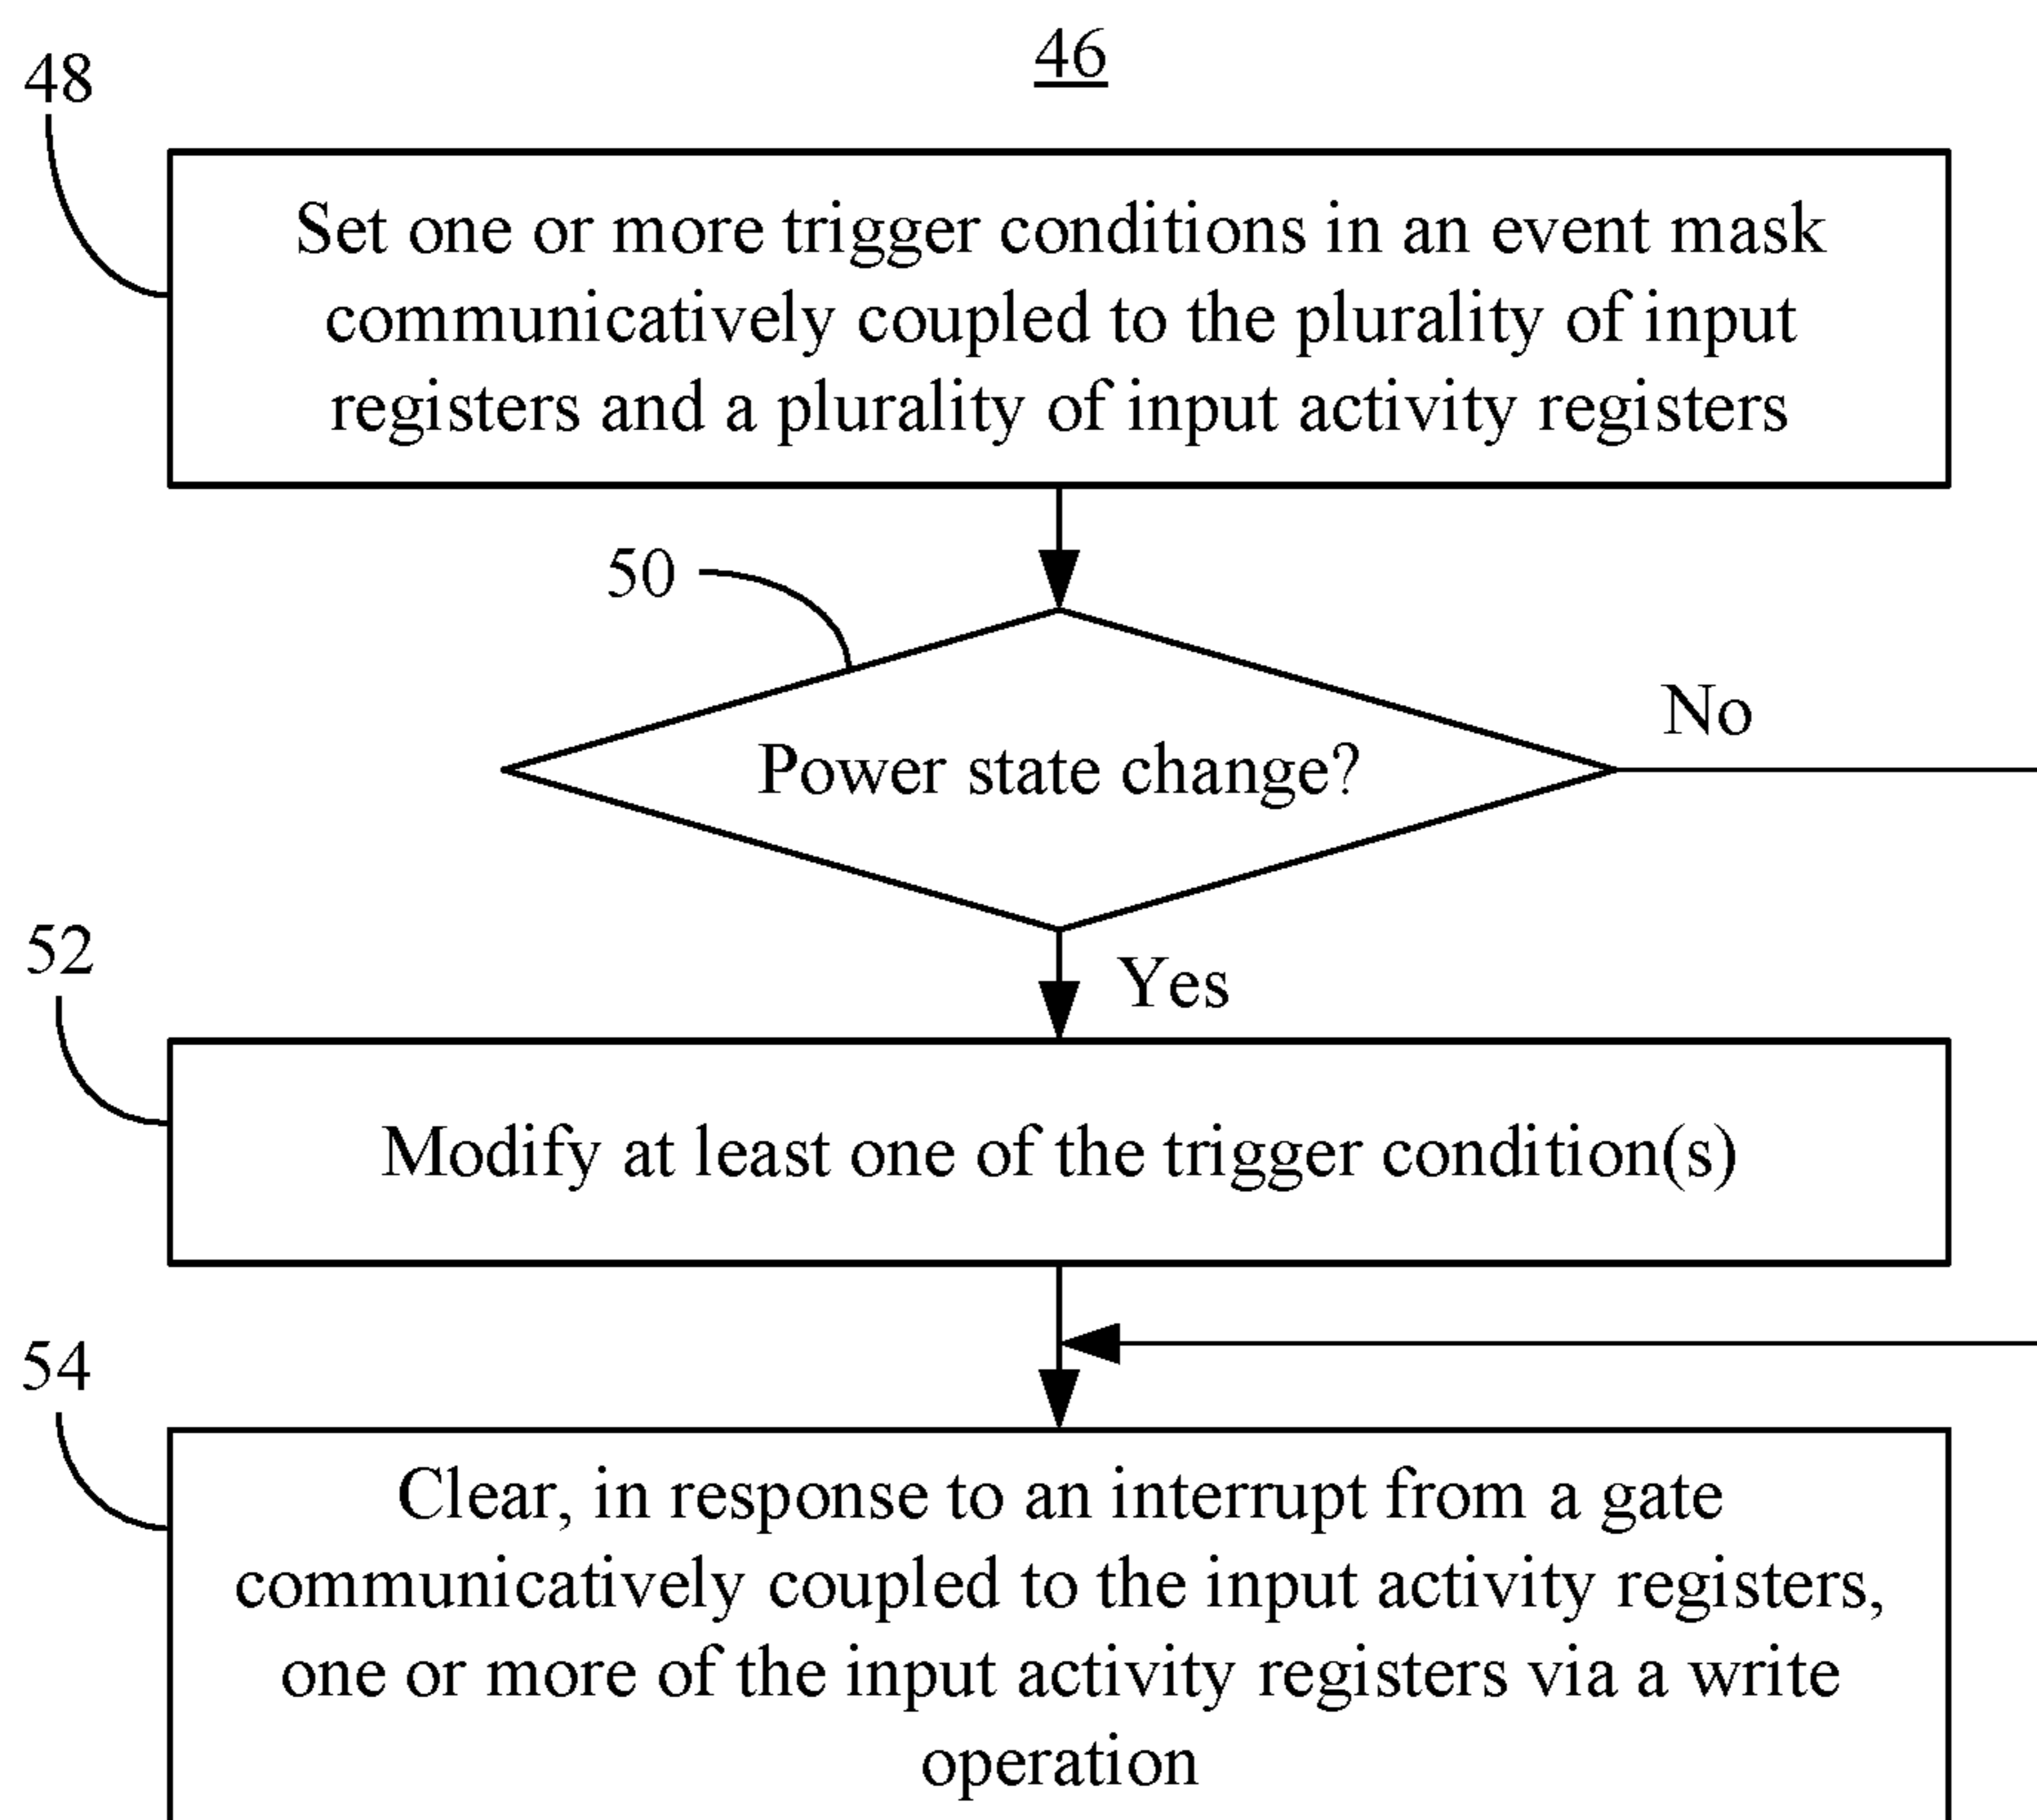 46
48
Set one or more trigger conditions in an event mask
communicatively coupled to the plurality of input
registers and a plurality of input activity registers
50
No
Power state change?
Yes
52
Modify at least one of the trigger condition(s)
54
Clear, in response to an interrupt from a gate
communicatively coupled to the input activity registers,
one or more of the input activity registers via a write
operation